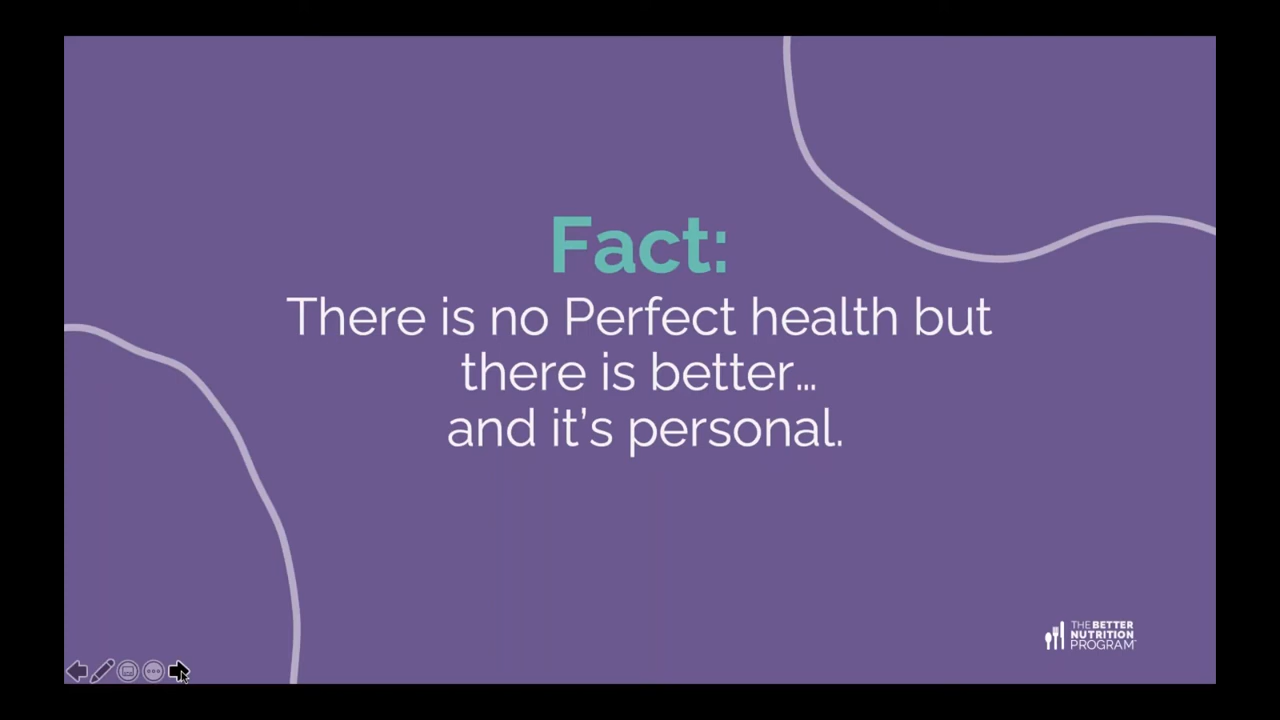 Fact:
There is no Perfect health but
there is better...
and it's personal.
THE BETTER
NUTRITION
PROGRAM